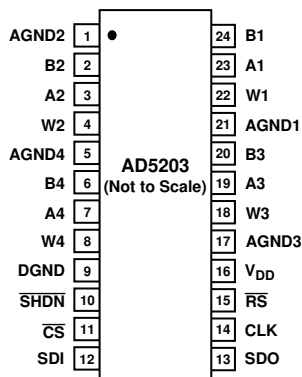 AGND2 1 24 B1
B2 2 23 A1
A2 3 22 W1
W2 4 21 AGND1
AGND4 5 20 B3
AD5203
(Not to Scale)
B4 6 19 A3
A4 7 18 W3
W4 8 17 AGND3
DGND 9 16 VDD
SHDN 10 15 RS
CS 11 14 CLK
SDI 12 13 SDO